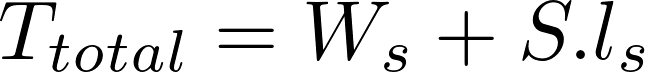 T_{total} = W_s + S.l_s